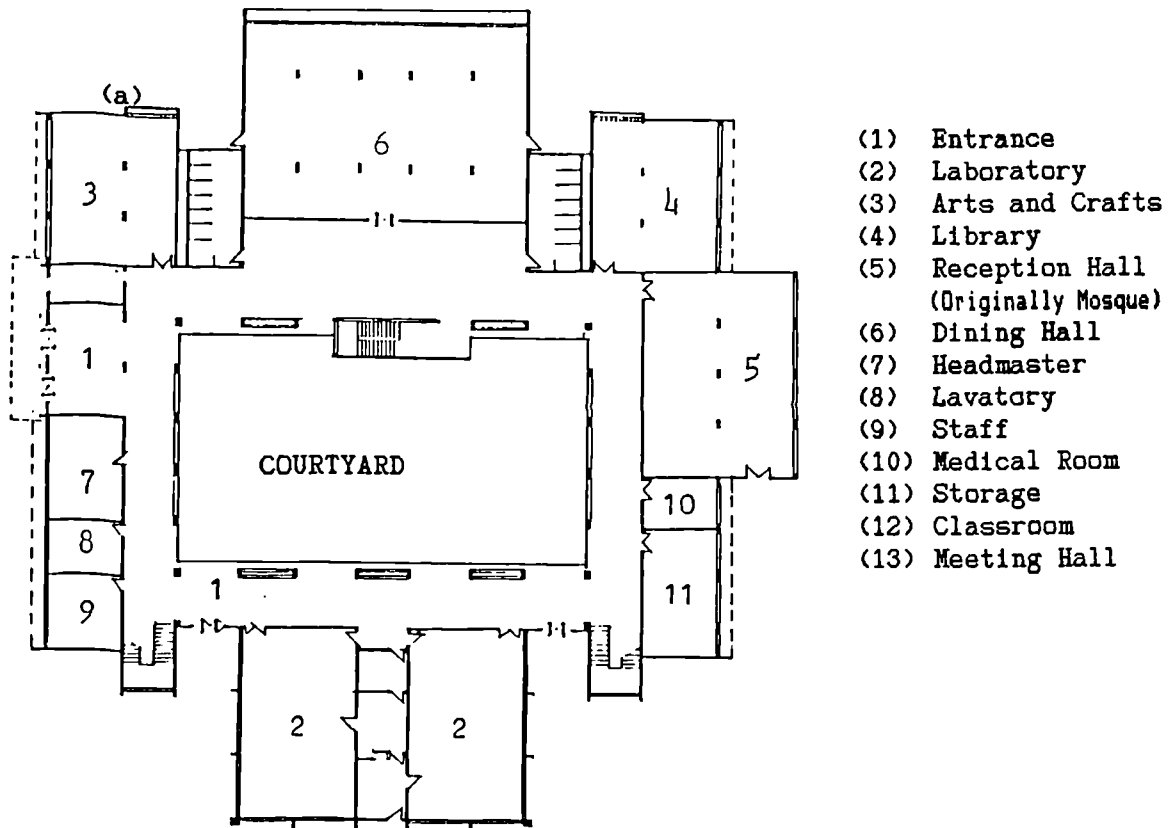 (a)
6
3
4
1
5
COURTYARD
7
10
8
1
9
11
2
2
(1) Entrance
(2) Laboratory
(3) Arts and Crafts
(4) Library
(5) Reception Hall
(Originally Mosque)
(6) Dining Hall
(7) Headmaster
(8) Lavatory
(9) Staff
(10) Medical Room
(11) Storage
(12) Classroom
(13) Meeting Hall